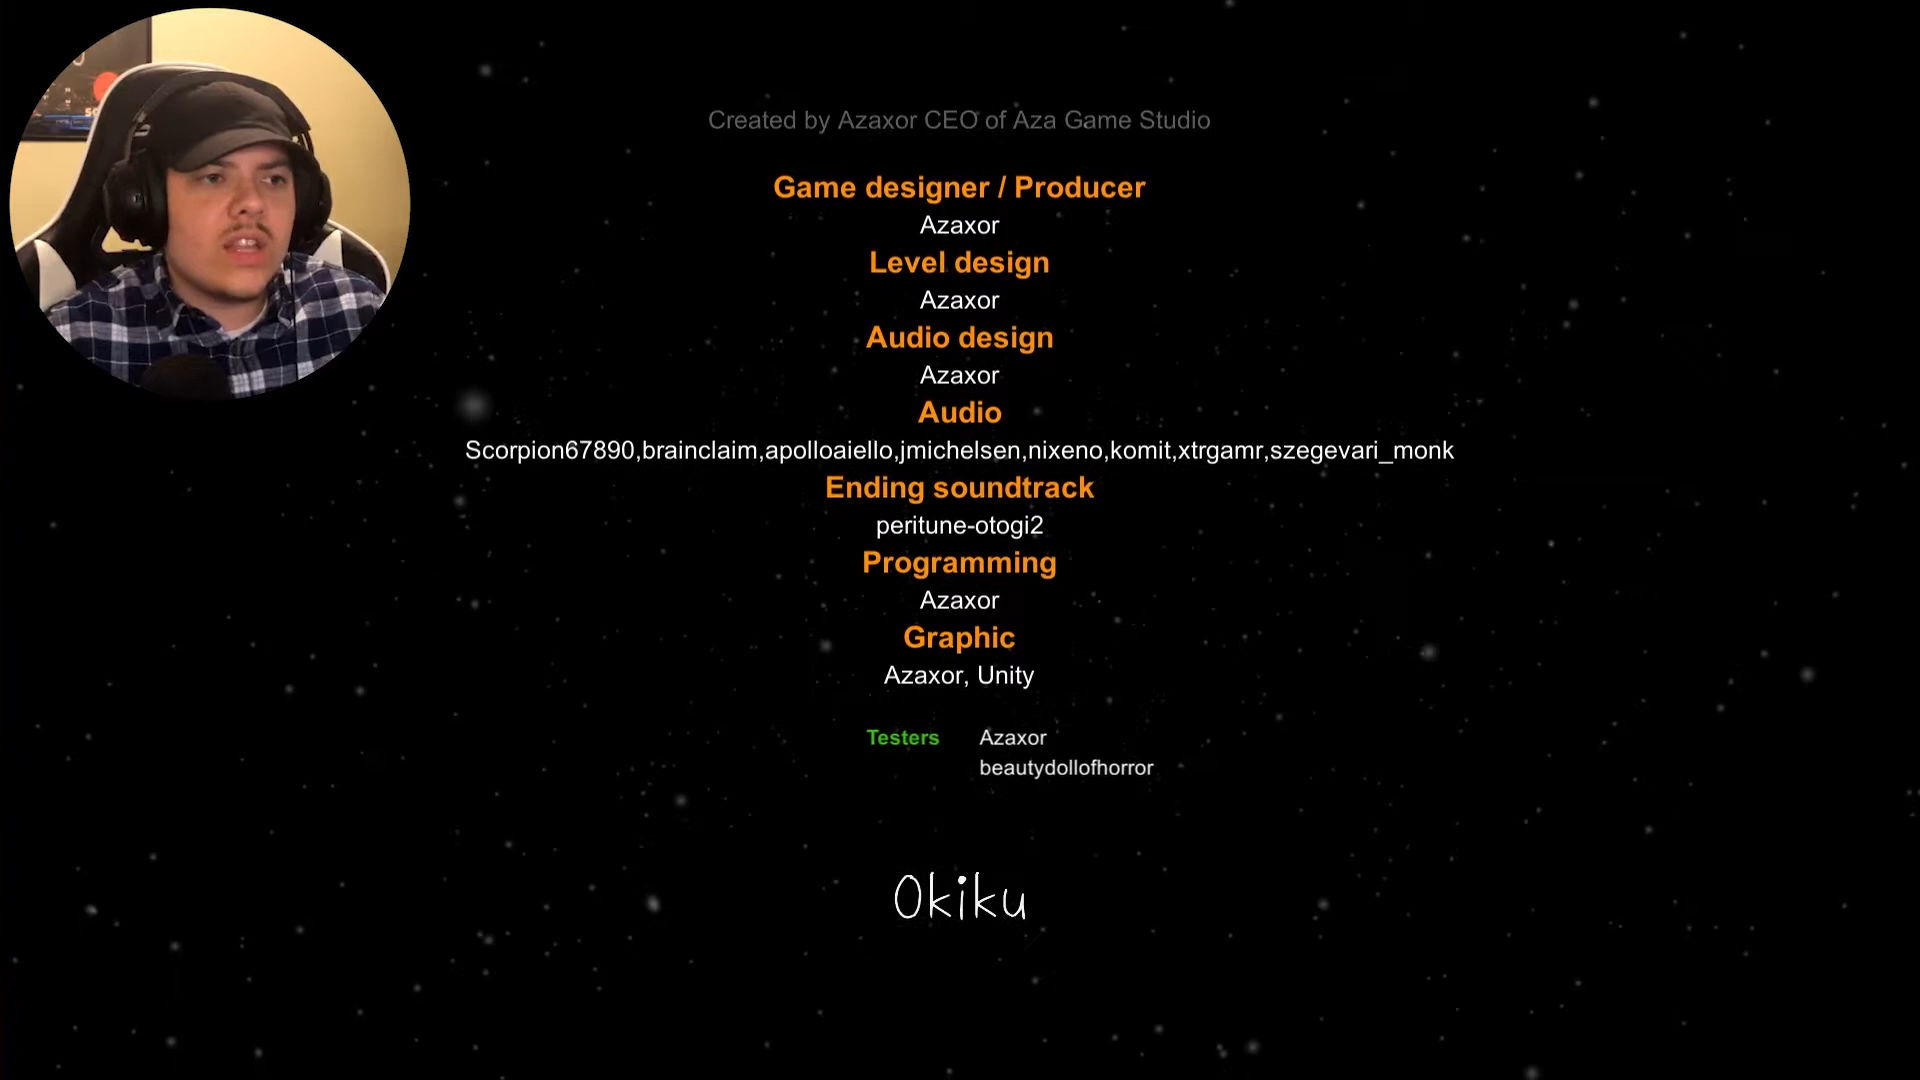 Created by Azaxor CEO of Aza Game Studio
Game designer / Producer
Azaxor
Level design
Azaxor
Audio design
Azaxor
Audio
Scorpion67890,brainclaim,apolloaiello,jmichelsen,nixeno,komit,xtrgamr,szegevari_monk
Ending soundtrack
peritune-otogi2
Programming
Azaxor
Graphic
Azaxor, Unity
Testers Azaxor
beautydollofhorror
Okiku